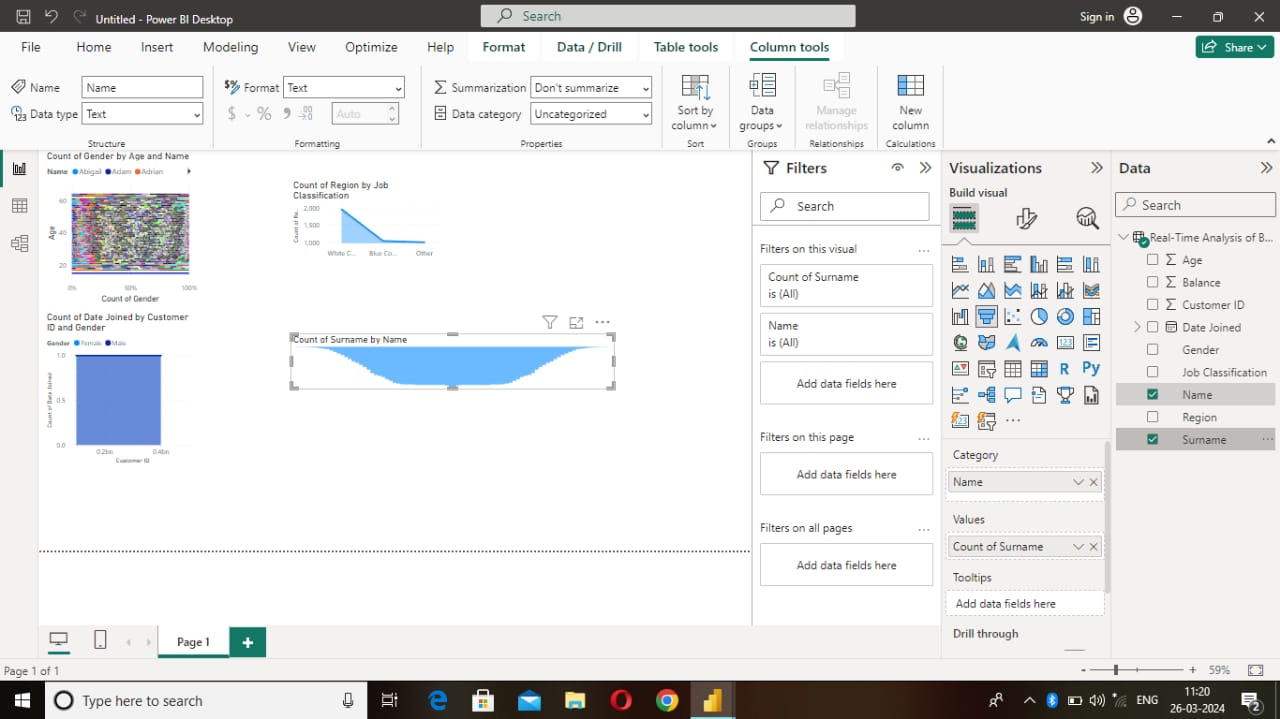 Untitled - Power BI Desktop
Search
Sign in
File Home Insert Modeling View Optimize Help Format Data / Drill Table tools Column tools
Share
Name Name
Data type Text
Structure
Format Text
$ % Auto
Formatting
Summarization Don't summarize
Data category Uncategorized
Properties
Sort by
column
Sort
Data
groups
Groups
Manage
relationships
Relationships
New
column
Calculations
Count of Gender by Age and Name
Name Abigail Adam Adrian
Age
60
40
20
0% 50% 100%
Count of Gender
Count of Region by Job
Classification
Count of Re...
2,000
1,500
1,000
White C... Blue Co... Other
Count of Date Joined by Customer
ID and Gender
Gender Female Male
Count of Date Joined
1.0
0.5
0.0
0.2bn 0.4bn
Customer ID
Count of Surname by Name
Filters
Search
Filters on this visual
Count of Surname
is (All)
Name
is (All)
Add data fields here
Filters on this page
Add data fields here
Filters on all pages
Add data fields here
Visualizations
Build visual
R Py
123
Category
Name
Values
Count of Surname
Tooltips
Add data fields here
Drill through
Data
Search
Real-Time Analysis of B...
Age
Balance
Customer ID
Date Joined
Gender
Job Classification
Name
Region
Surname
Page 1
Page 1 of 1
- + 59%
Type here to search
ENG
11:20
26-03-2024
2